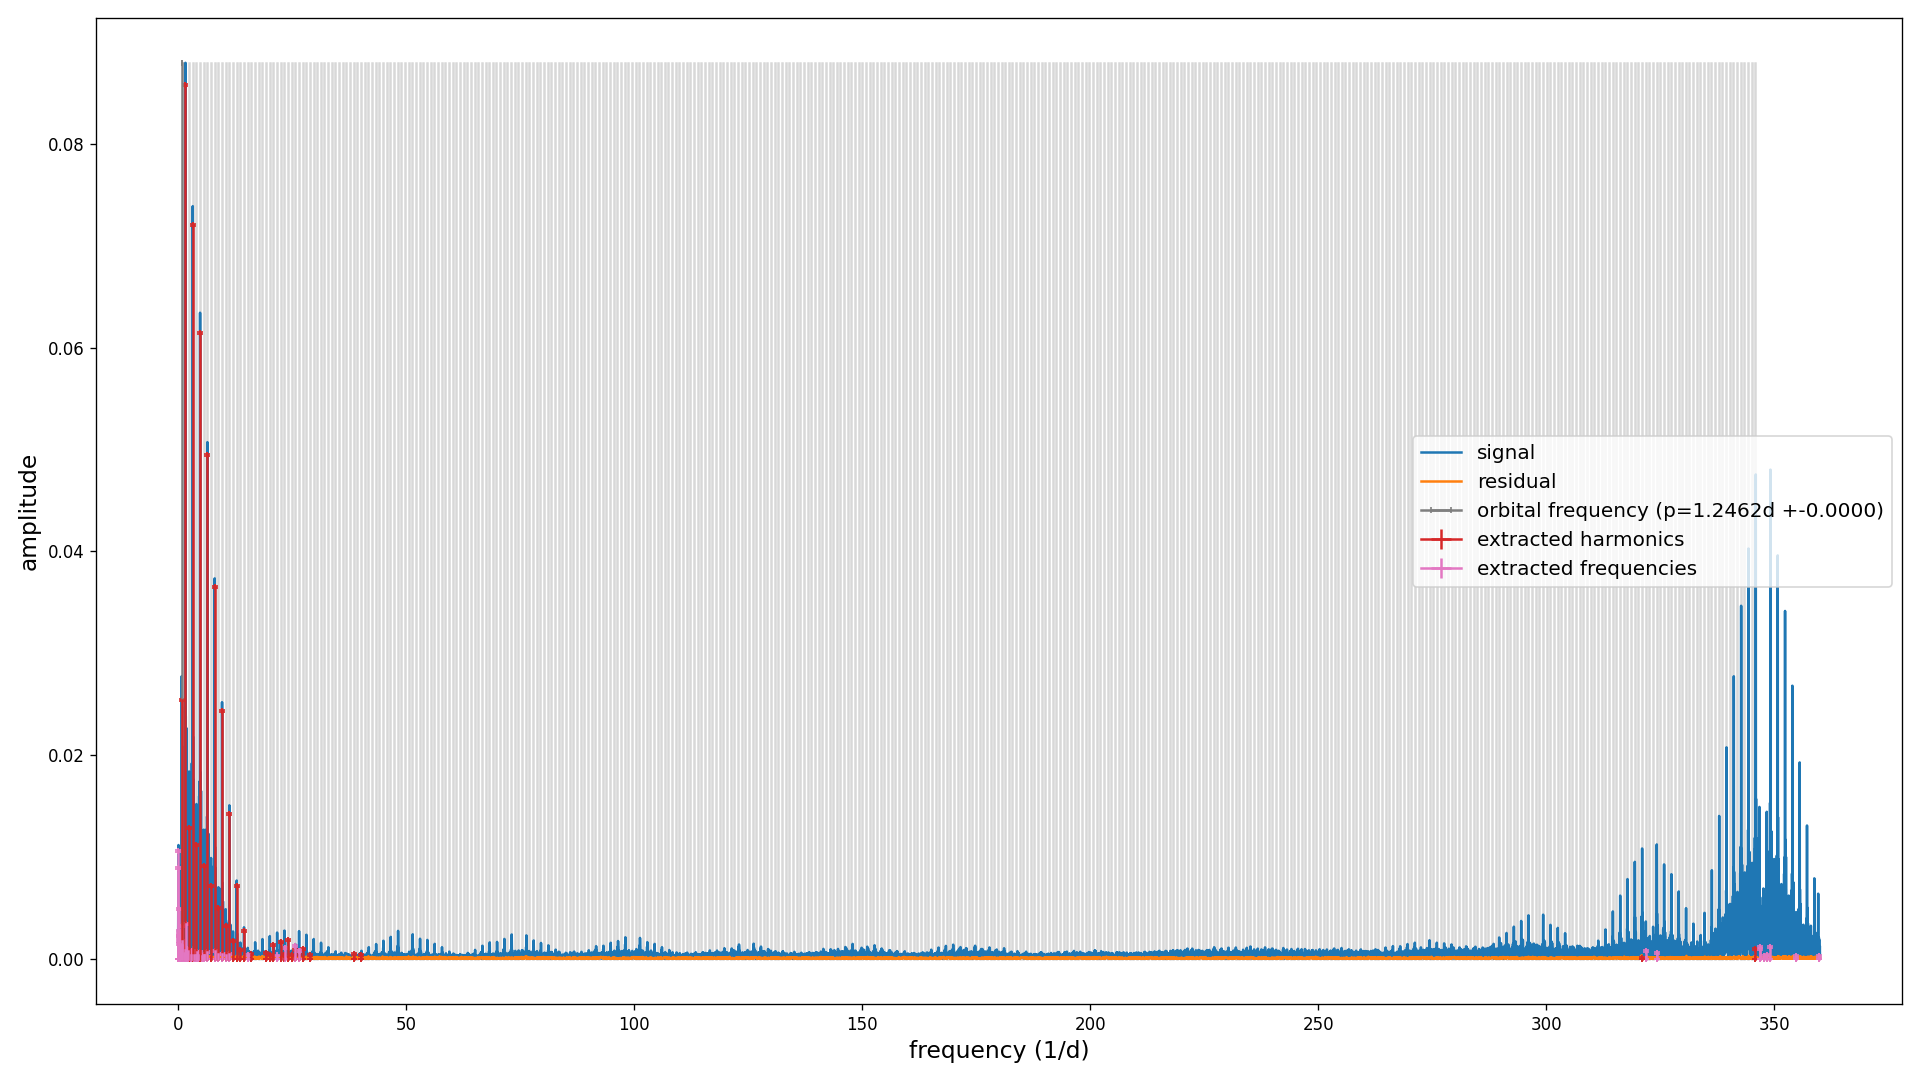 amplitude
0.08
0.06
0.04
0.02
0.00
signal
residual
orbital frequency (p=1.2462d +-0.0000)
extracted harmonics
extracted frequencies
0 50 100 150 200 250 300 350
frequency (1/d)